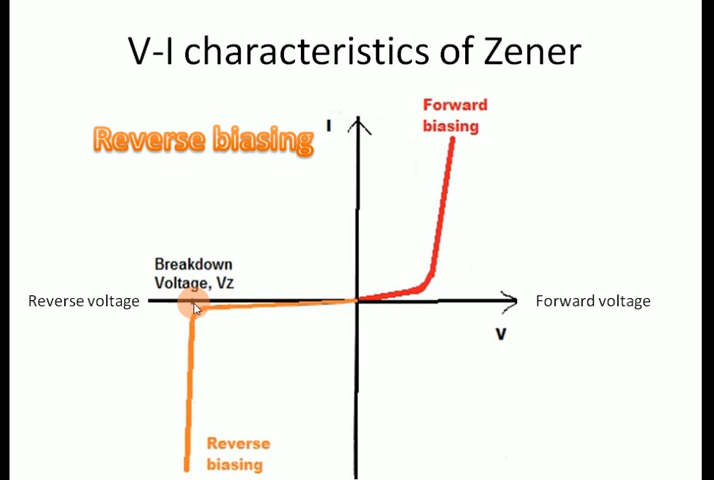 V-I characteristics of Zener
Forward
biasing
Reverse biasing
I
Breakdown
Voltage, Vz
Reverse voltage
Forward voltage
V
Reverse
biasing